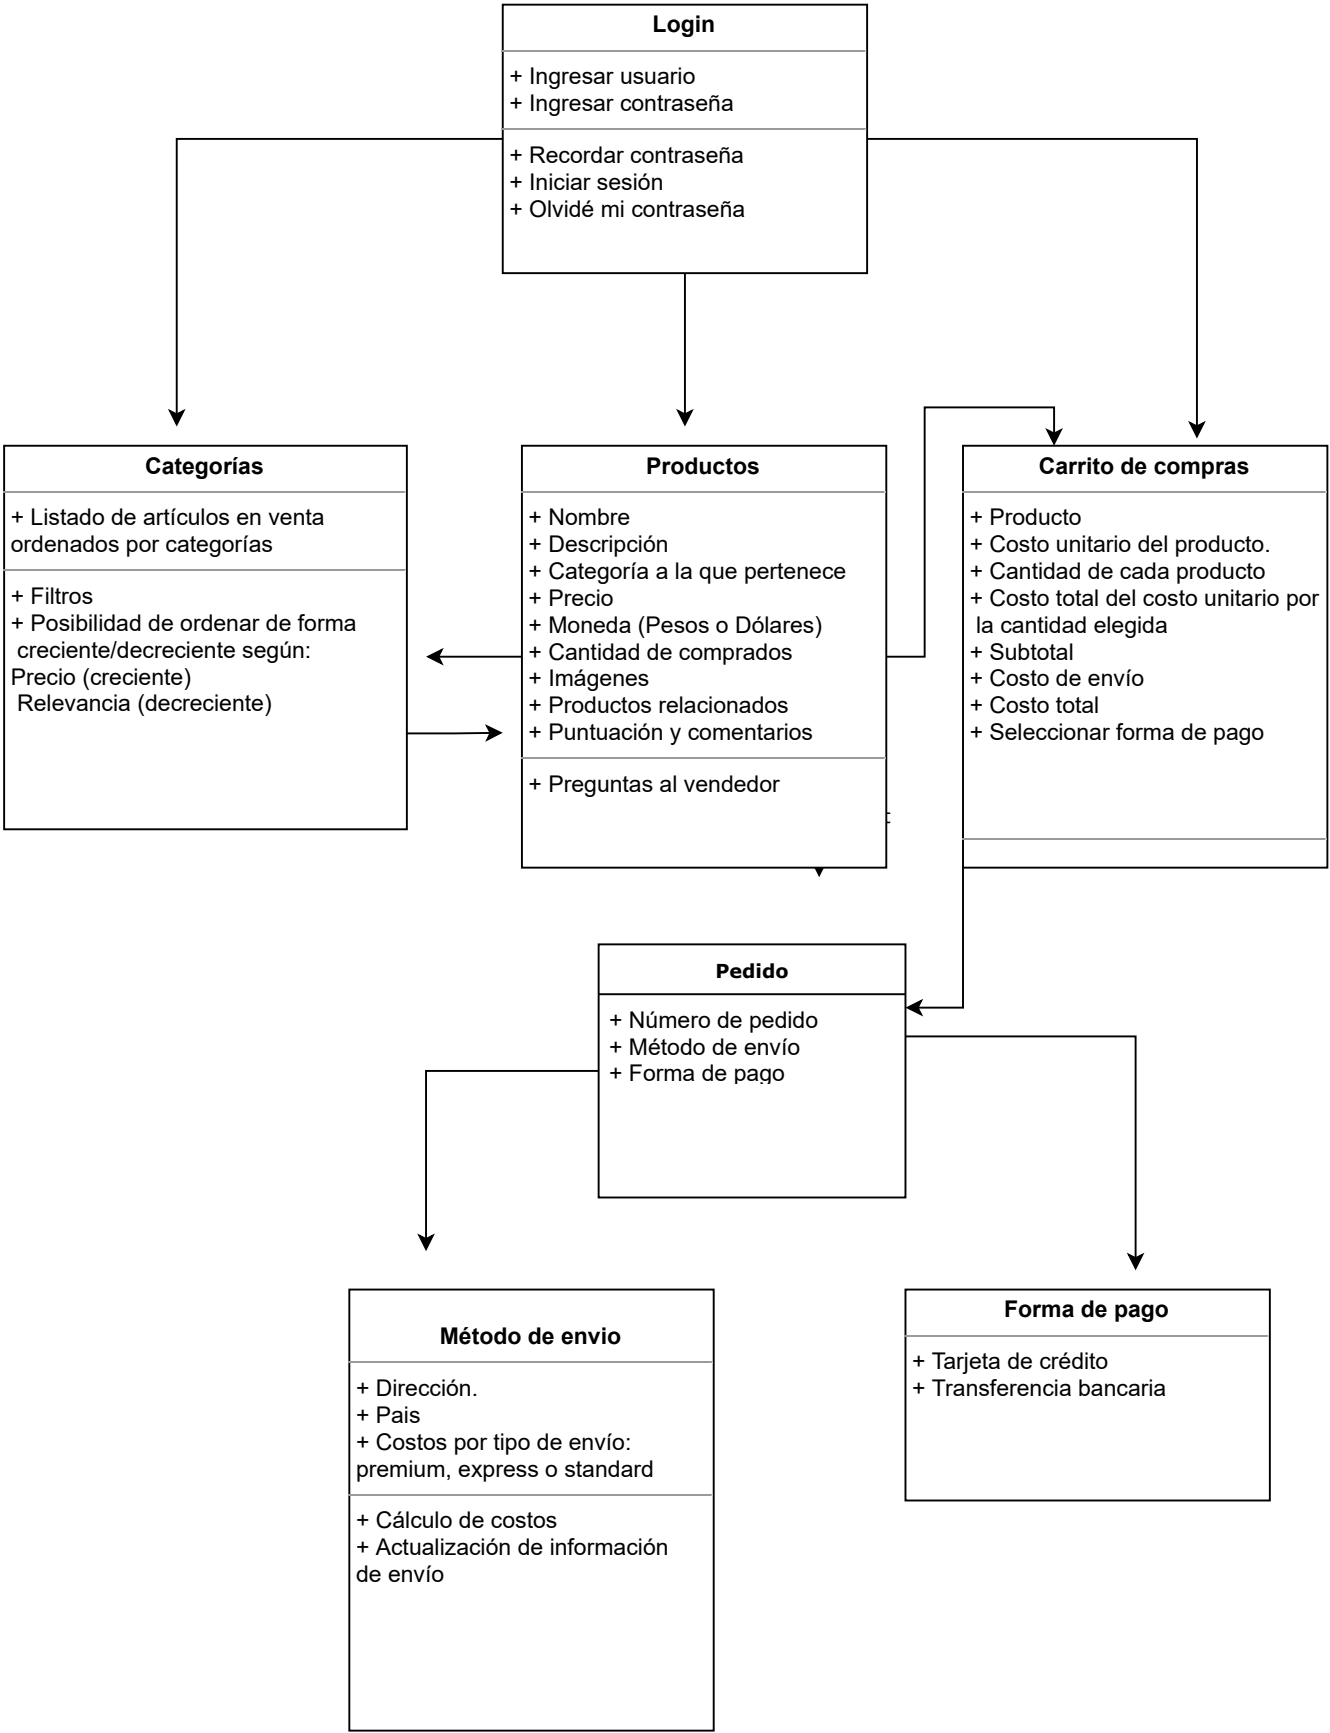 Login
+ Ingresar usuario
+ Ingresar contraseña
+ Recordar contraseña
+ Iniciar sesión
+ Olvidé mi contraseña
Categorías
+ Listado de artículos en venta
ordenados por categorías
+ Filtros
+ Posibilidad de ordenar de forma
creciente/decreciente según:
Precio (creciente)
Relevancia (decreciente)
Productos
+ Nombre
+ Descripción
+ Categoría a la que pertenece
+ Precio
+ Moneda (Pesos o Dólares)
+ Cantidad de comprados
+ Imágenes
+ Productos relacionados
+ Puntuación y comentarios
+ Preguntas al vendedor
Carrito de compras
+ Producto
+ Costo unitario del producto.
+ Cantidad de cada producto
+ Costo total del costo unitario por
la cantidad elegida
+ Subtotal
+ Costo de envío
+ Costo total
+ Seleccionar forma de pago
Pedido
+ Número de pedido
+ Método de envío
+ Forma de pago
Método de envio
+ Dirección.
+ Pais
+ Costos por tipo de envío:
premium, express o standard
+ Cálculo de costos
+ Actualización de información
de envío
Forma de pago
+ Tarjeta de crédito
+ Transferencia bancaria